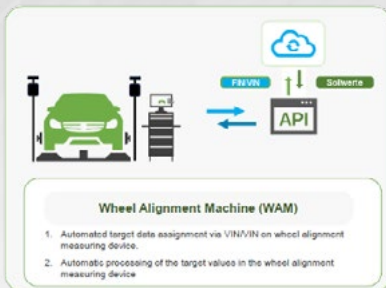 FIN/VIN
Sollwerte
API
Wheel Alignment Machine (WAM)
1. Automated target data assignment via VIN/VIN on wheel alignment
measuring device.
2. Automatic processing of the target values in the wheel alignment
measuring device